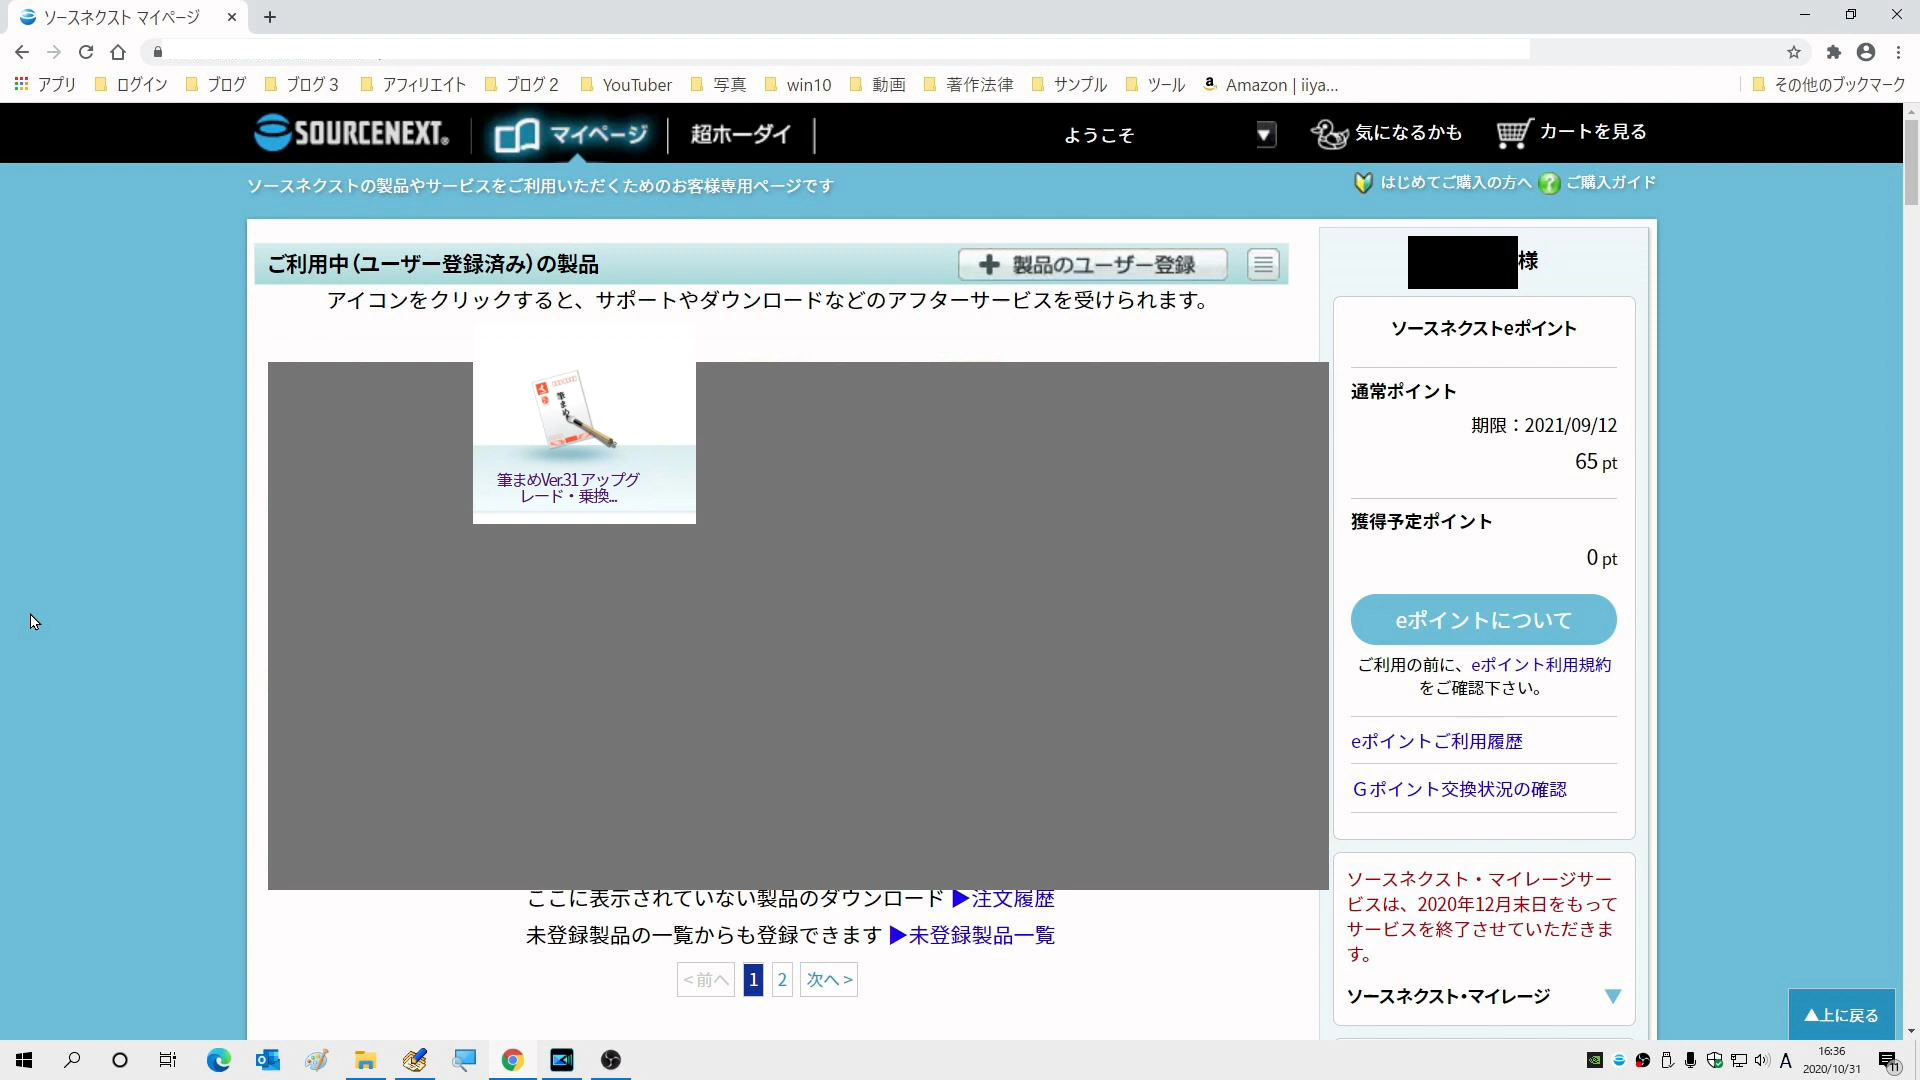 ソースネクスト マイページ
アプリ ログイン ブログ ブログ3 アフィリエイト ブログ2 YouTuber 写真 win10 動画 著作法律 サンプル ツール Amazon | iiya... その他のブックマーク
SOURCENEXT® マイページ 超ホーダイ ようこそ 気になるかも カートを見る
ソースネクストの製品やサービスをご利用いただくためのお客様専用ページです
はじめてご購入の方へ ご購入ガイド
ご利用中(ユーザー登録済み)の製品 製品のユーザー登録
アイコンをクリックすると、サポートやダウンロードなどのアフターサービスを受けられます。
筆まめ
筆まめVer.31 アップグ
レード・乗換...
ここに表示されていない製品のダウンロード ▶注文履歴
未登録製品の一覧からも登録できます ▶未登録製品一覧
<前へ 1 2 次へ>
様
ソースネクストeポイント
通常ポイント
期限：2021/09/12
65 pt
獲得予定ポイント
0 pt
eポイントについて
ご利用の前に、eポイント利用規約
をご確認下さい。
eポイントご利用履歴
Gポイント交換状況の確認
ソースネクスト・マイレージサー
ビスは、2020年12月末日をもって
サービスを終了させていただきま
す。
ソースネクスト・マイレージ ▼
▲上に戻る
A 16:36
2020/10/31
11